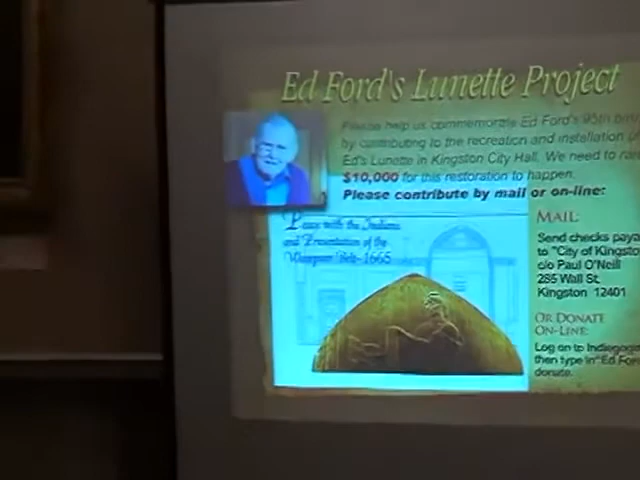 Ed Ford's Lunette Project
Please help us commemorate Ed Ford's 95th
by contributing to the recreation and installation
Ed's Lunette in Kingston City Hall. We need to
$10,000 for this restoration to happen.
Please contribute by mail or on-line:
Peace with the Indians
and Presentation of the
Wampum Belt-1665
MAIL:
Send checks paya
to "City of Kingsto
c/o Paul O'Neill
285 Wall St.
Kingston 12401
OR DONATE
ON-LINE:
Log on to Indiegogo
then type in "Ed For
donate.